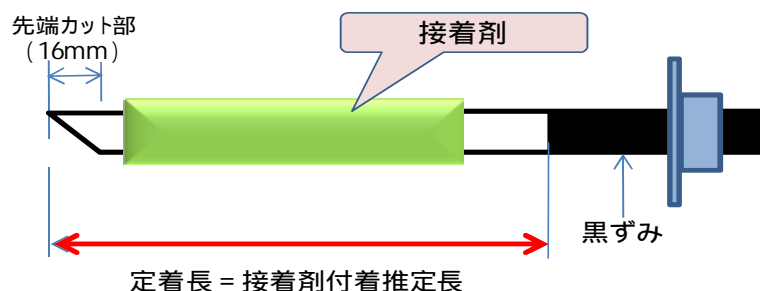 先端カット部
(16mm)
接着剤
黒ずみ
定着長=接着剤付着推定長